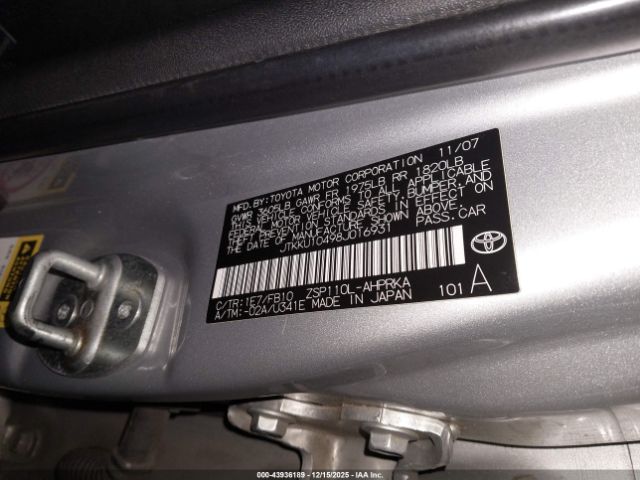 MFD.BY:TOYOTA MOTOR CORPORATION 11/07
GVWR 3605LB GAWR FR 1975LB RR 1820LB
THIS VEHICLE CONFORMS TO ALL APPLICABLE
FEDERAL MOTOR VEHICLE SAFETY, BUMPER, AND
THEFT PREVENTION STANDARDS IN EFFECT ON
THE DATE OF MANUFACTURE SHOWN ABOVE.
JTKKU10498J016931 PASS.CAR
C/TR:1E7/FB10 ZSP110L-AHPRKA
A/TM:-02A/U341E MADE IN JAPAN 101 A
000-43936189 - 12/15/2025 - IAAI.com